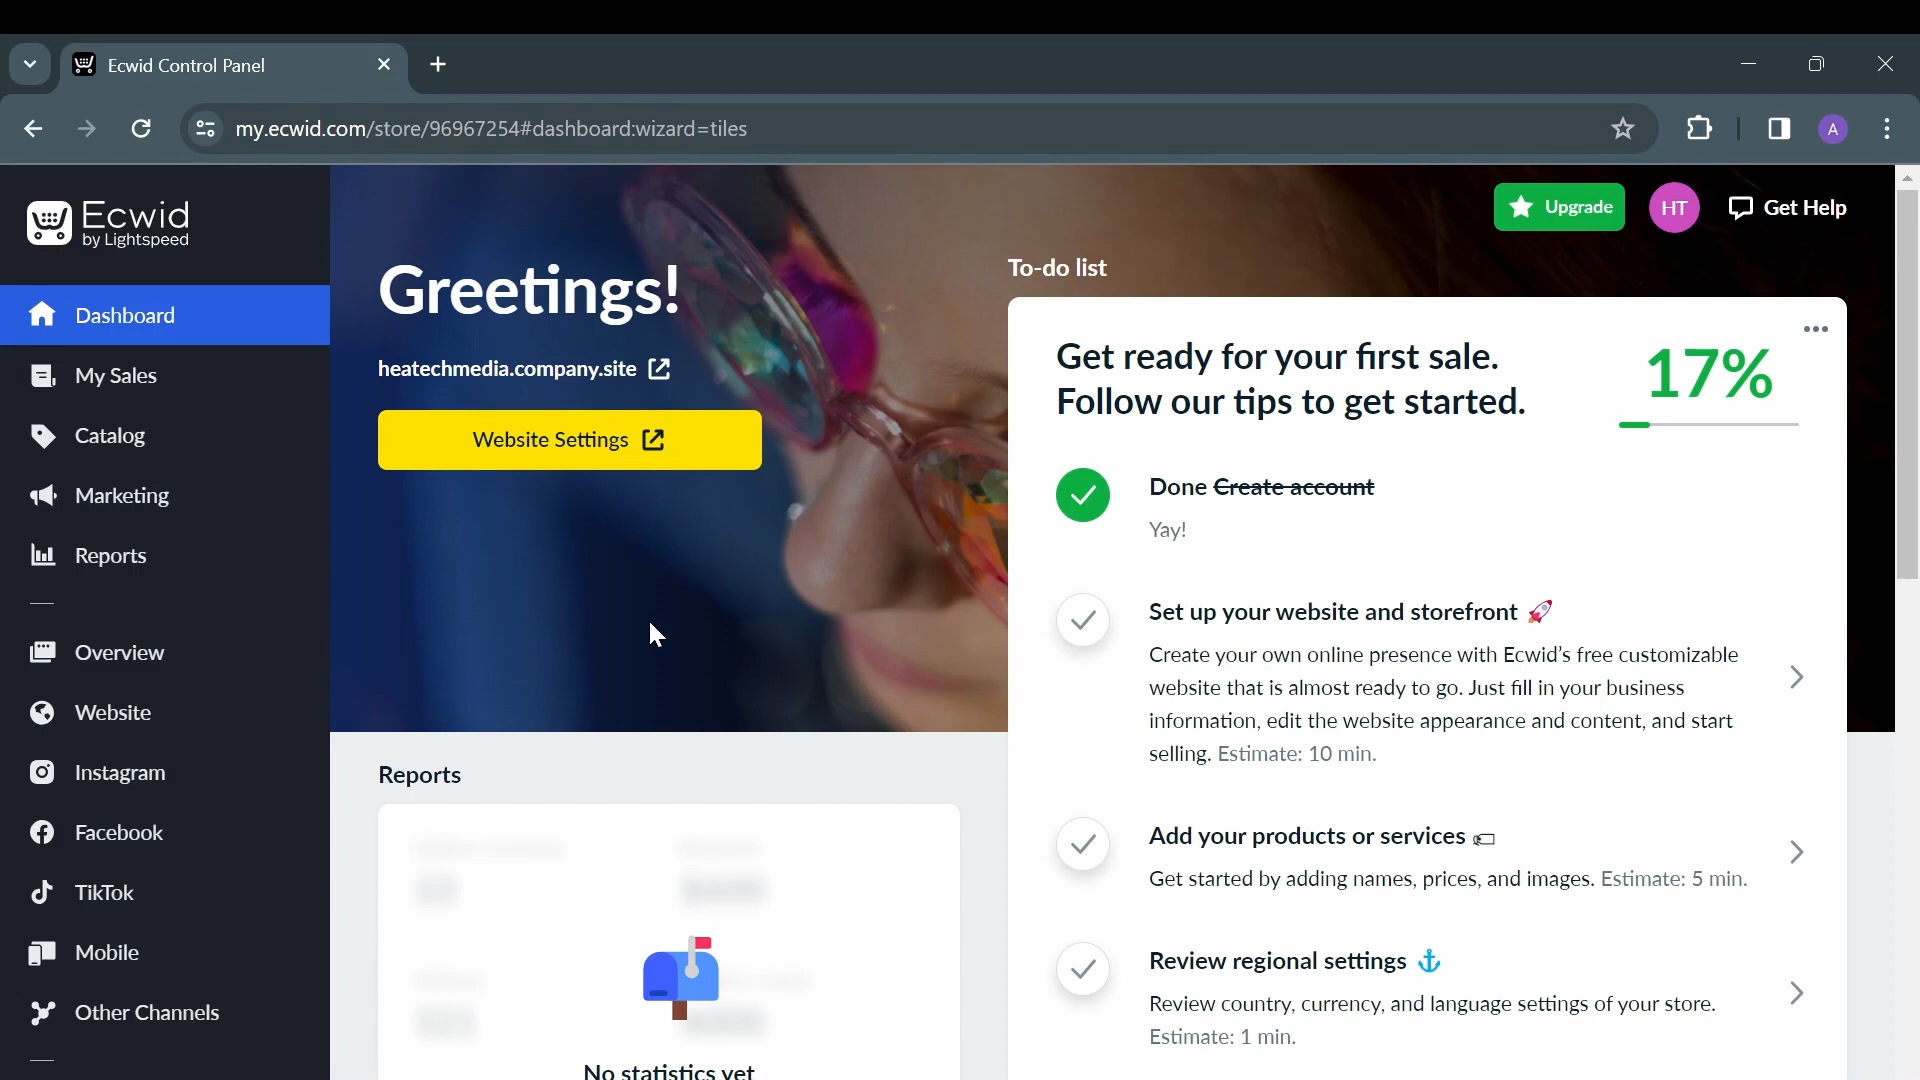 Ecwid Control Panel
my.ecwid.com/store/96967254#dashboard:wizard=tiles
A
Ecwid
by Lightspeed
Dashboard
My Sales
Catalog
Marketing
Reports
Overview
Website
Instagram
Facebook
TikTok
Mobile
Other Channels
Upgrade
HT
Get Help
Greetings!
heatechmedia.company.site
Website Settings
Reports
No statistics yet
To-do list
Get ready for your first sale.
Follow our tips to get started.
17%
Done Create account
Yay!
Set up your website and storefront 🚀
Create your own online presence with Ecwid's free customizable
website that is almost ready to go. Just fill in your business
information, edit the website appearance and content, and start
selling. Estimate: 10 min.
Add your products or services 🏷
Get started by adding names, prices, and images. Estimate: 5 min.
Review regional settings ⚓
Review country, currency, and language settings of your store.
Estimate: 1 min.